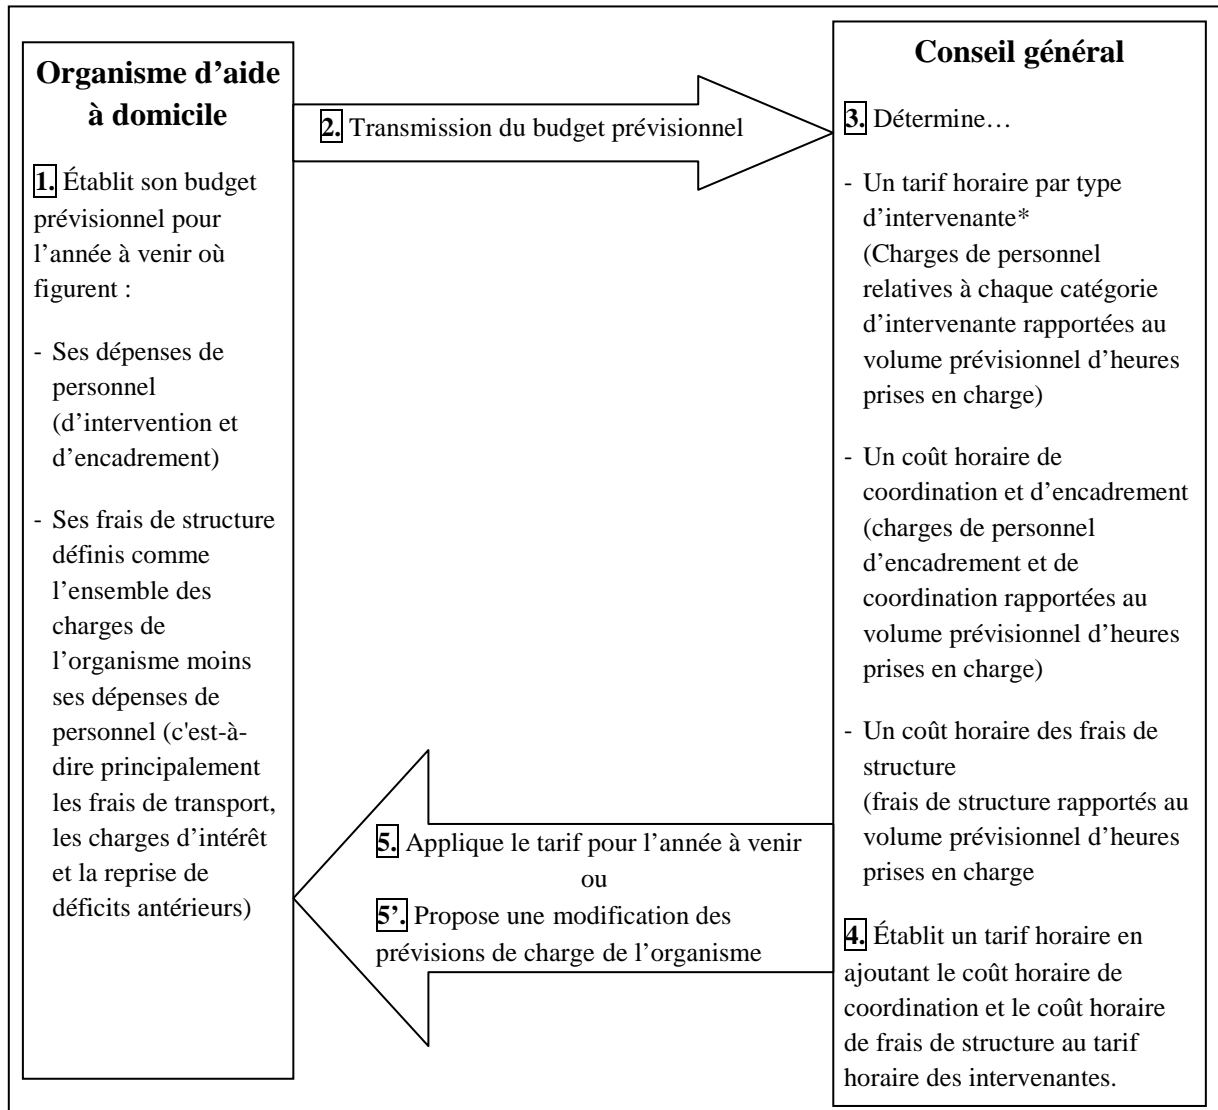 Organisme d'aide
à domicile
1. Établit son budget
prévisionnel pour
l'année à venir où
figurent :
- Ses dépenses de
personnel
(d'intervention et
d'encadrement)
- Ses frais de structure
définis comme
l'ensemble des
charges de
l'organisme moins
ses dépenses de
personnel (c'est-à-
dire principalement
les frais de transport,
les charges d'intérêt
et la reprise de
déficits antérieurs)
2. Transmission du budget prévisionnel
Conseil général
3. Détermine…
- Un tarif horaire par type
d'intervenante*
(Charges de personnel
relatives à chaque catégorie
d'intervenante rapportées au
volume prévisionnel d'heures
prises en charge)
- Un coût horaire de
coordination et d'encadrement
(charges de personnel
d'encadrement et de
coordination rapportées au
volume prévisionnel d'heures
prises en charge)
- Un coût horaire des frais de
structure
(frais de structure rapportés au
volume prévisionnel d'heures
prises en charge
4. Établit un tarif horaire en
ajoutant le coût horaire de
coordination et le coût horaire
de frais de structure au tarif
horaire des intervenantes.
5. Applique le tarif pour l'année à venir
ou
5'. Propose une modification des
prévisions de charge de l'organisme